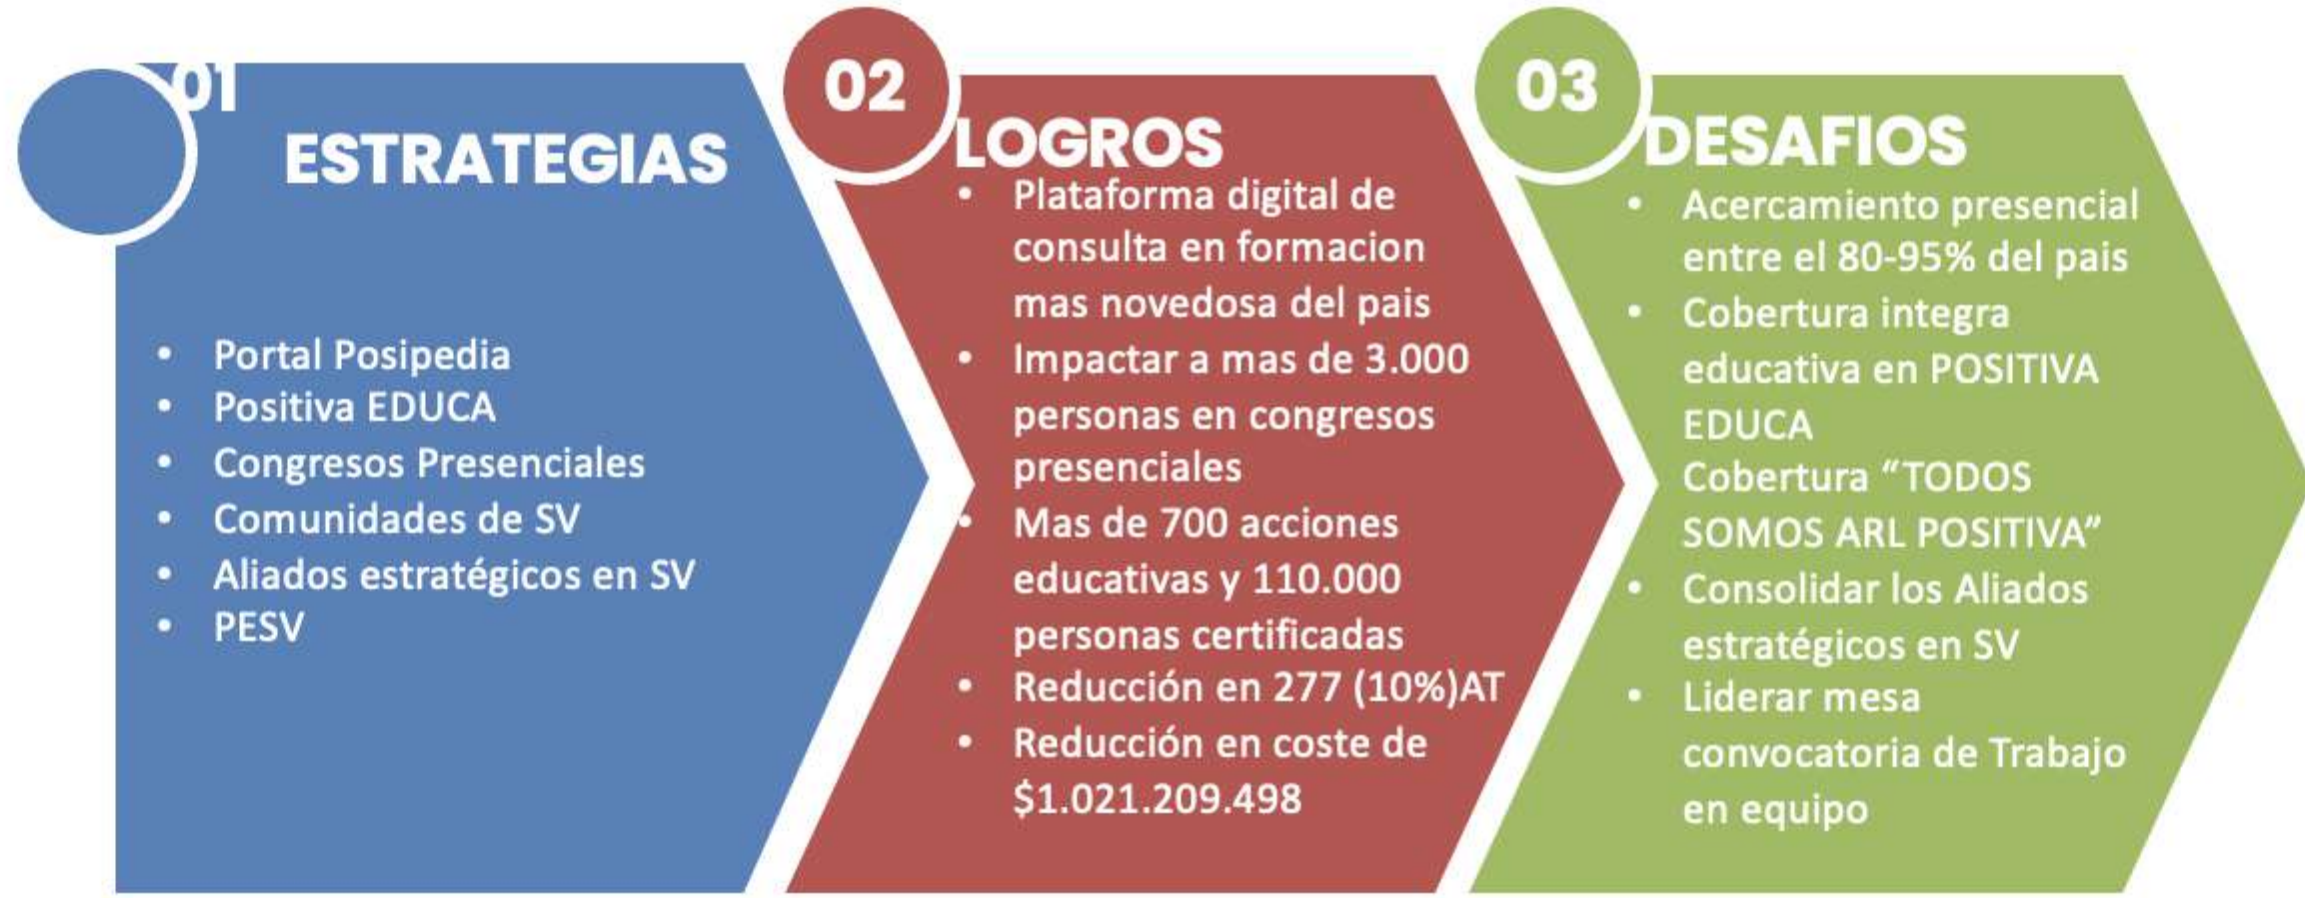 01
ESTRATEGIAS
• Portal Posipedia
• Positiva EDUCA
• Congresos Presenciales
• Comunidades de SV
• Aliados estratégicos en SV
• PESV
02
LOGROS
• Plataforma digital de
consulta en formacion
mas novedosa del pais
• Impactar a mas de 3.000
personas en congresos
presenciales
• Mas de 700 acciones
educativas y 110.000
personas certificadas
• Reducción en 277 (10%)AT
• Reducción en coste de
$1.021.209.498
03
DESAFIOS
• Acercamiento presencial
entre el 80-95% del pais
• Cobertura integra
educativa en POSITIVA
EDUCA
Cobertura “TODOS
SOMOS ARL POSITIVA”
• Consolidar los Aliados
estratégicos en SV
• Liderar mesa
convocatoria de Trabajo
en equipo